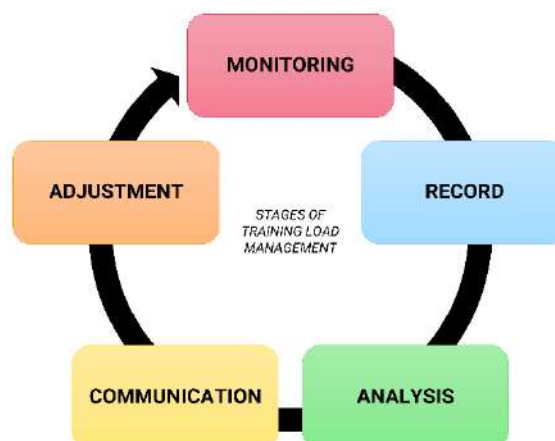 MONITORING
RECORD
ANALYSIS
COMMUNICATION
ADJUSTMENT
STAGES OF
TRAINING LOAD
MANAGEMENT